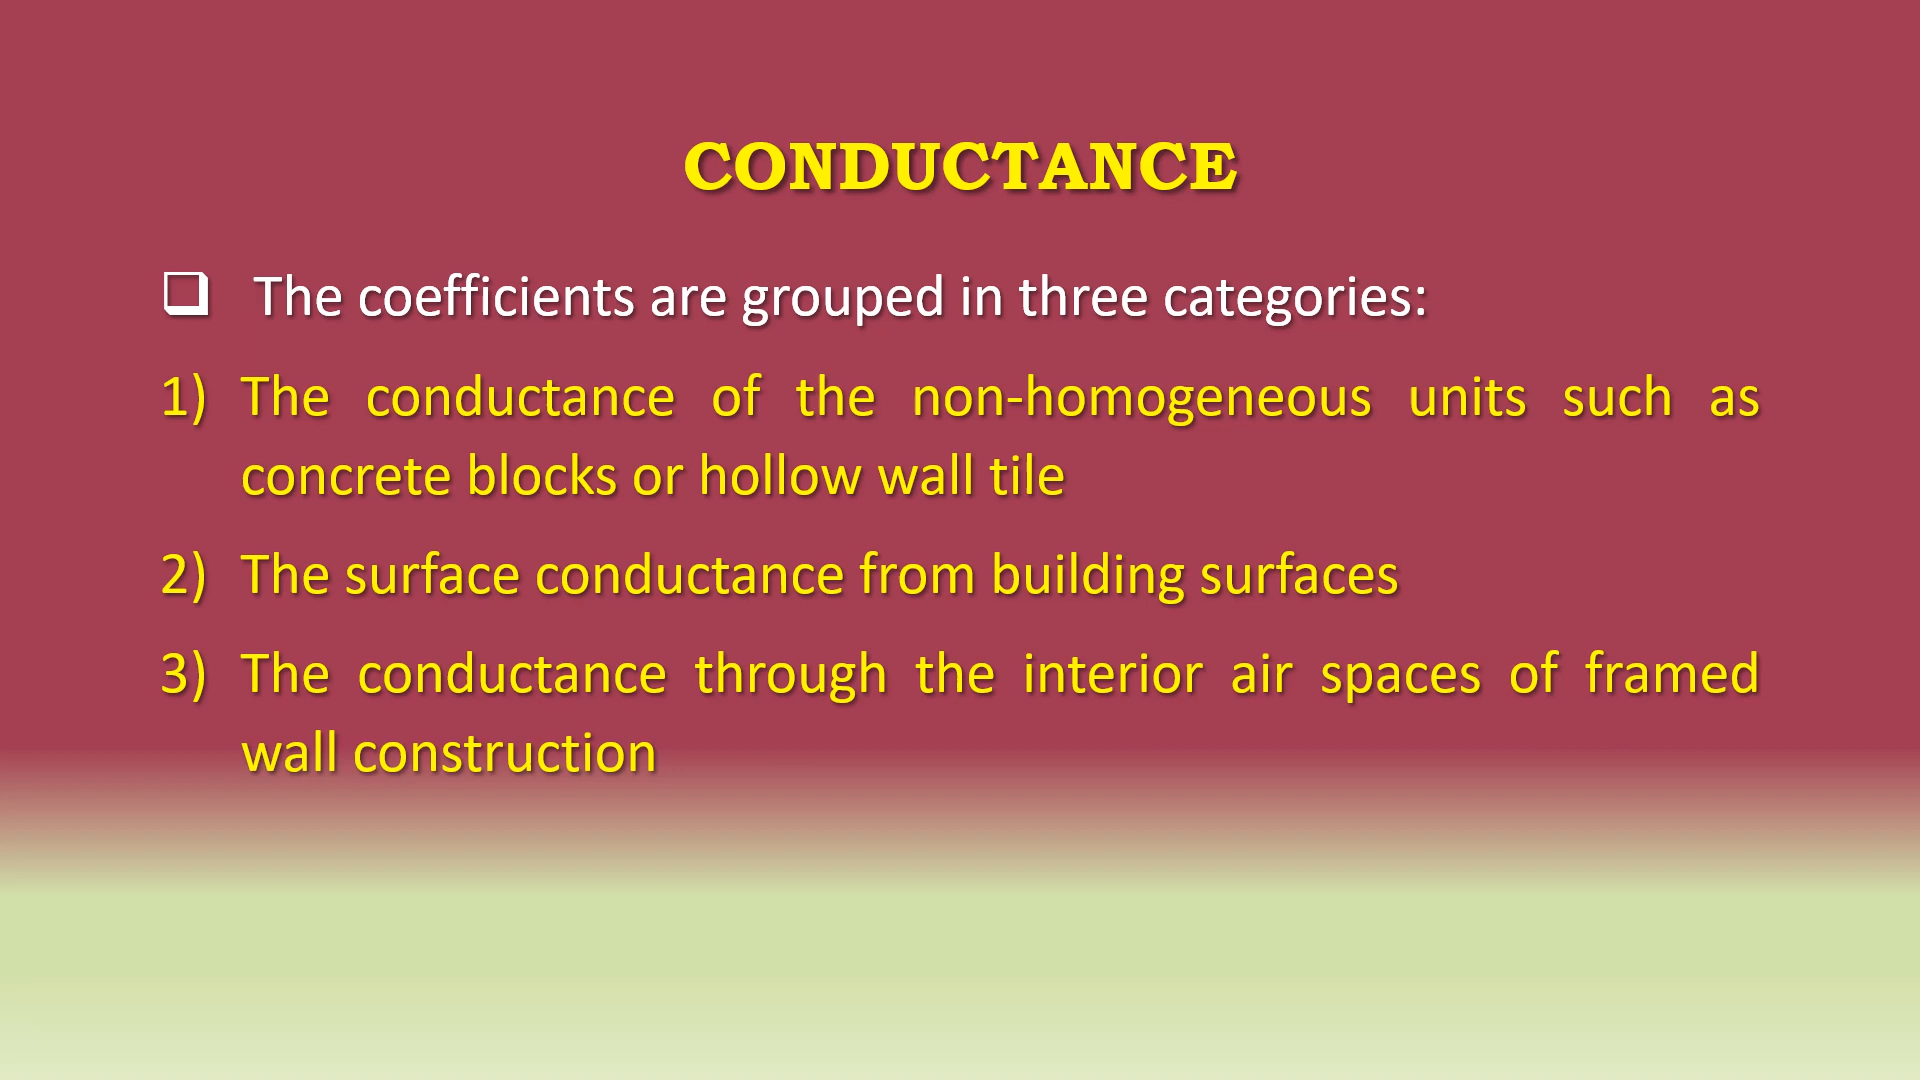 CONDUCTANCE
❑ The coefficients are grouped in three categories:
1) The conductance of the non-homogeneous units such as
concrete blocks or hollow wall tile
2) The surface conductance from building surfaces
3) The conductance through the interior air spaces of framed
wall construction